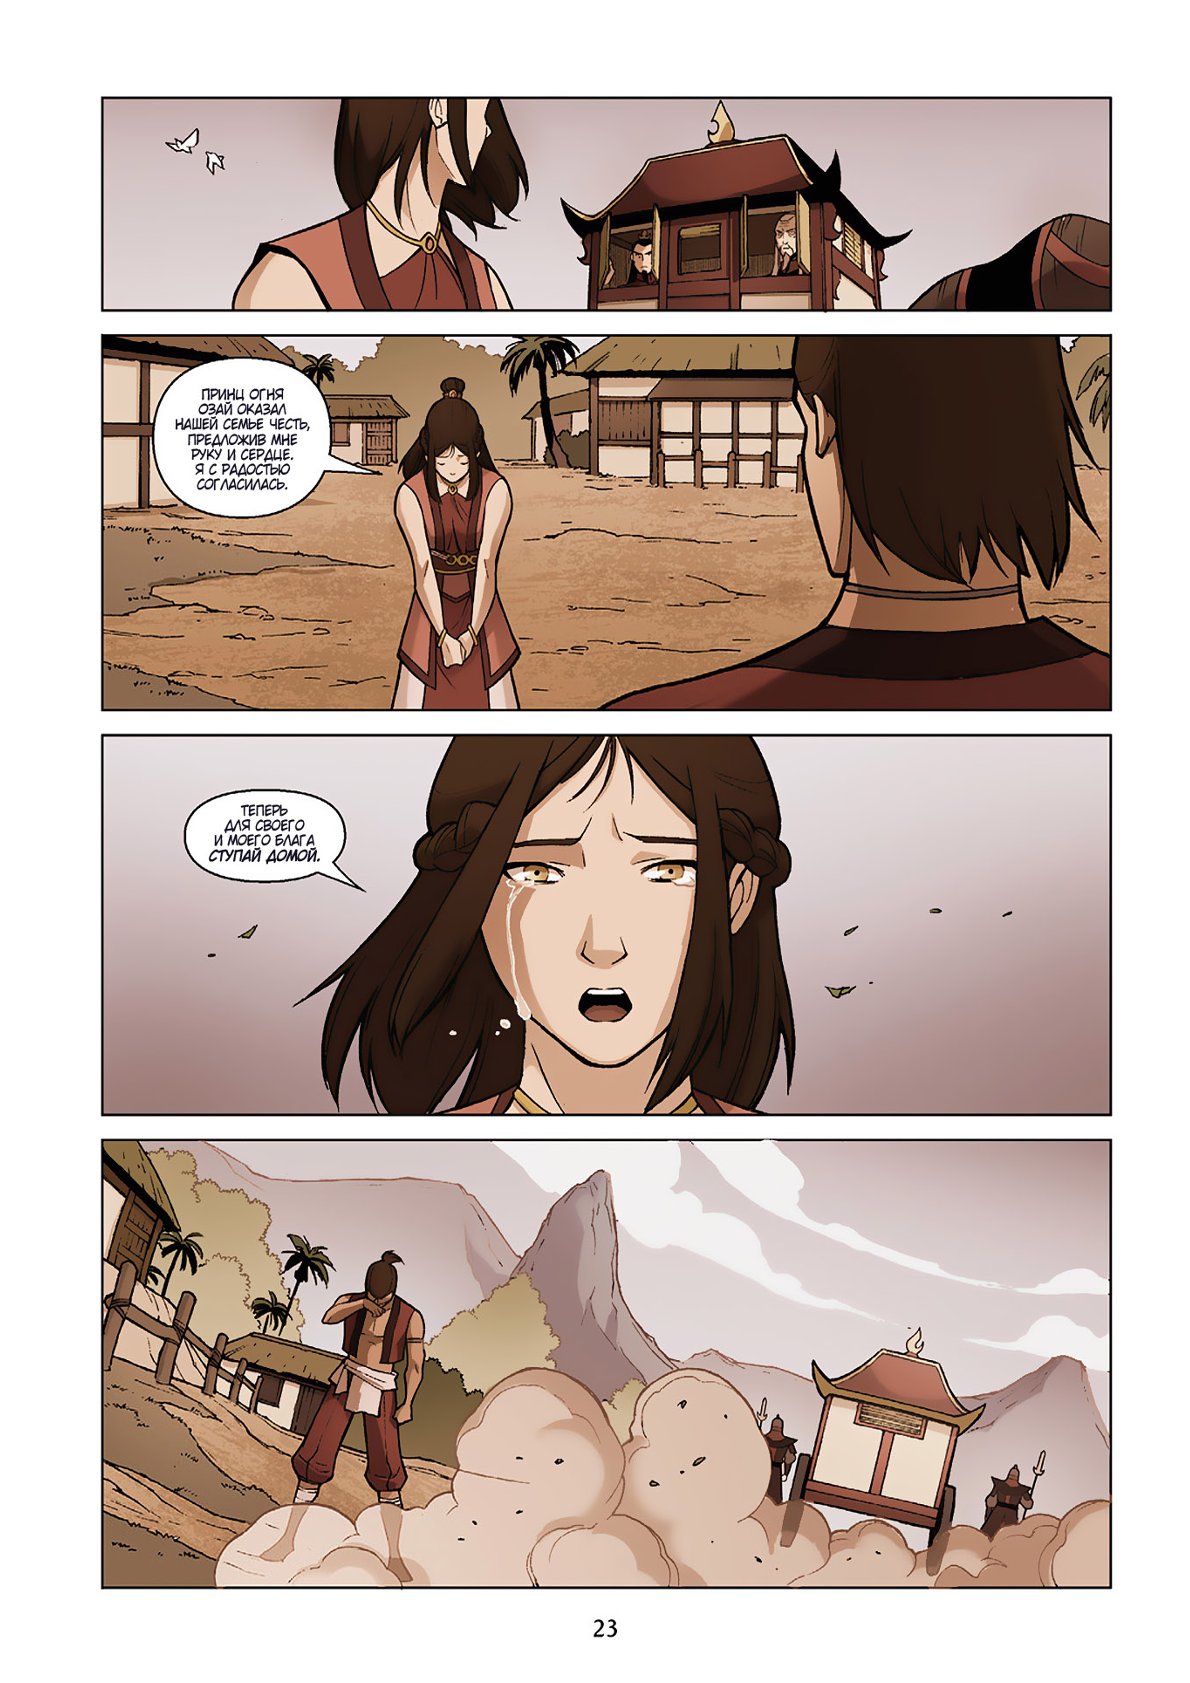 ПРИНЦ ОГНЯ
ОЗАЙ ОКАЗАЛ
НАШЕЙ СЕМЬЕ ЧЕСТЬ,
ПРЕДЛОЖИВ МНЕ
РУКУ И СЕРДЦЕ.
Я С РАДОСТЬЮ
СОГЛАСИЛАСЬ.
ТЕПЕРЬ
ДЛЯ СВОЕГО
И МОЕГО БЛАГА
СТУПАЙ ДОМОЙ.
23